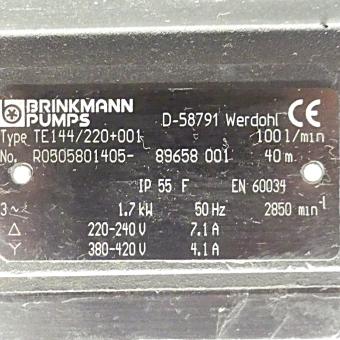 BRINKMANN
PUMPS D-58791 Werdohl CE
Type TE144/220+001 100 l/min
No. R0505801405- 89658 001 40 m
IP 55 F EN 60034
3~ 1.7 kW 50 Hz 2850 min⁻¹
Δ 220-240 V 7.1 A
Y 380-420 V 4.1 A